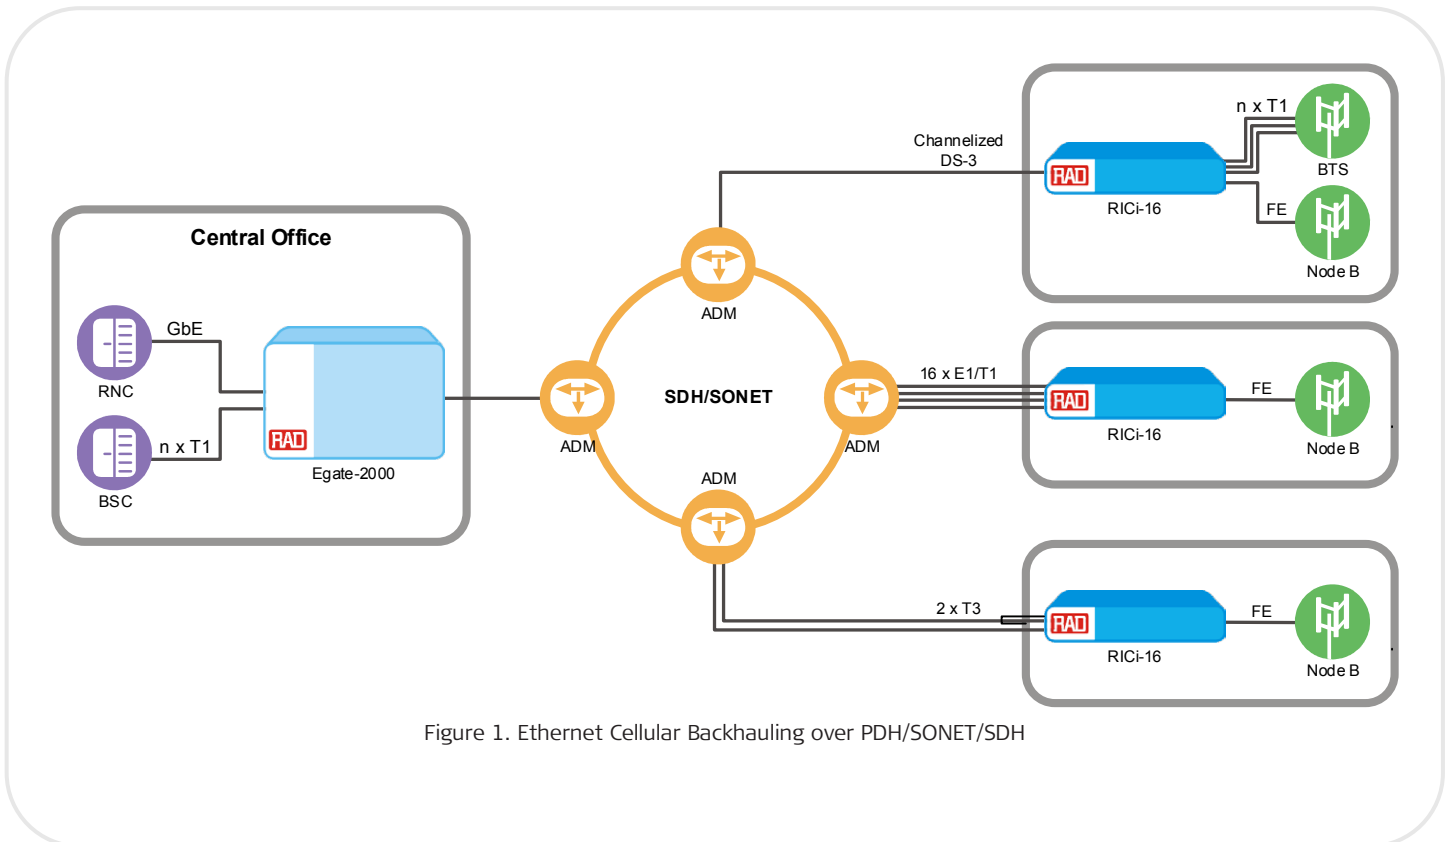 Central Office
RNC
GbE
BSC
n x T1
RAD
Egate-2000
ADM
SDH/SONET
ADM
ADM
ADM
Channelized
DS-3
RAD
RICi-16
n x T1
BTS
FE
Node B
16 x E1/T1
RAD
RICi-16
FE
Node B
2 x T3
RAD
RICi-16
FE
Node B
Figure 1. Ethernet Cellular Backhauling over PDH/SONET/SDH